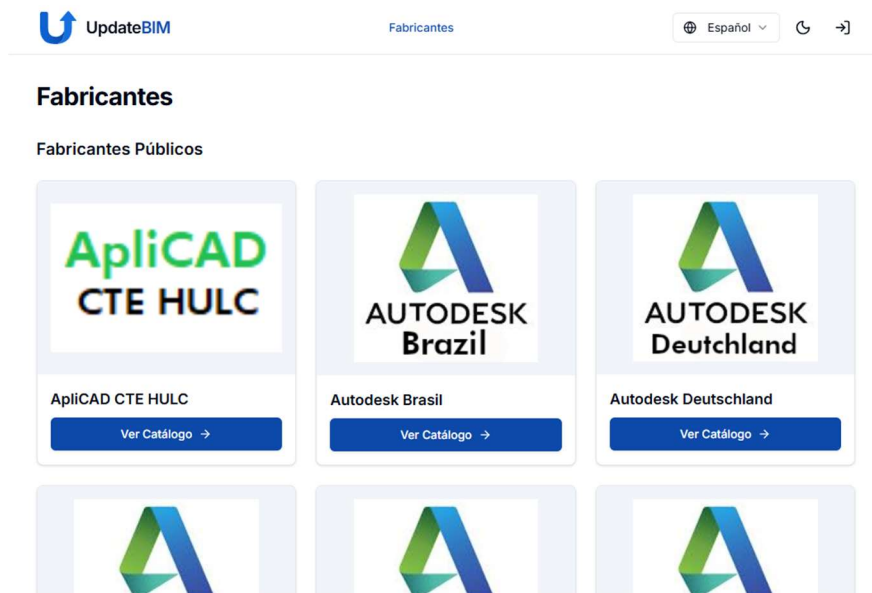 UpdateBIM
Fabricantes
Español
Fabricantes
Fabricantes Públicos
ApliCAD
CTE HULC
AUTODESK
Brazil
AUTODESK
Deutchland
ApliCAD CTE HULC
Autodesk Brasil
Autodesk Deutschland
Ver Catálogo →
Ver Catálogo →
Ver Catálogo →